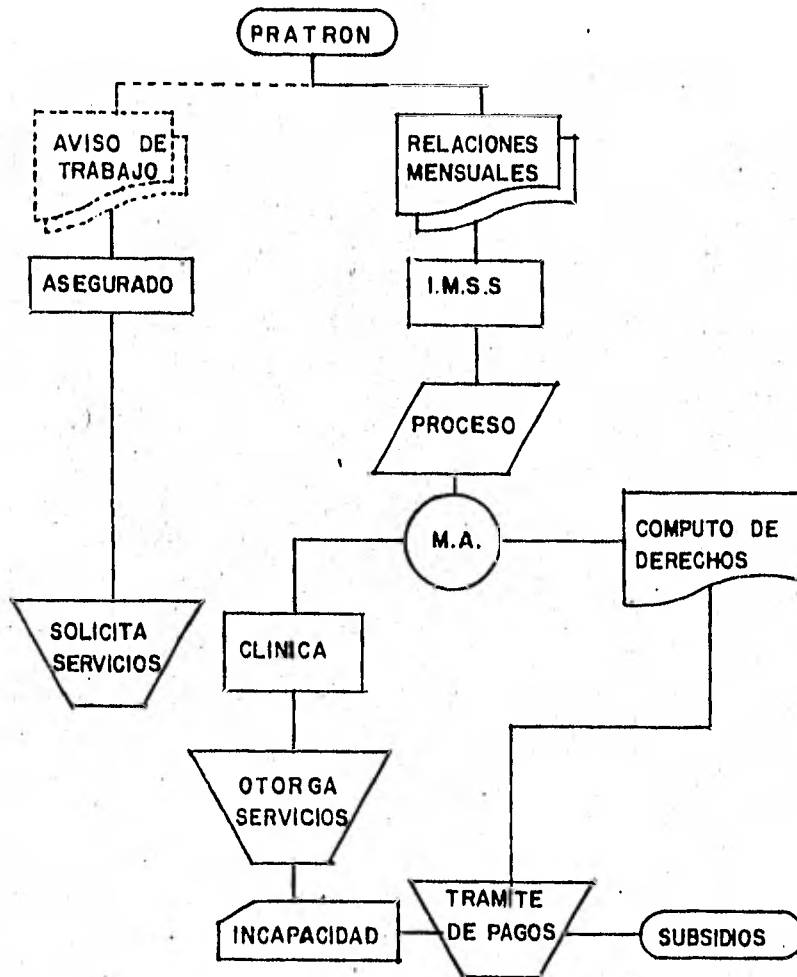 PRATRON
AVISO DE
TRABAJO
RELACIONES
MENSUALES
ASEGURADO
I.M.S.S
PROCESO
M.A.
COMPUTO DE
DERECHOS
SOLICITA
SERVICIOS
CLINICA
OTORGA
SERVICIOS
TRAMITE
DE PAGOS
INCAPACIDAD
SUBSIDIOS